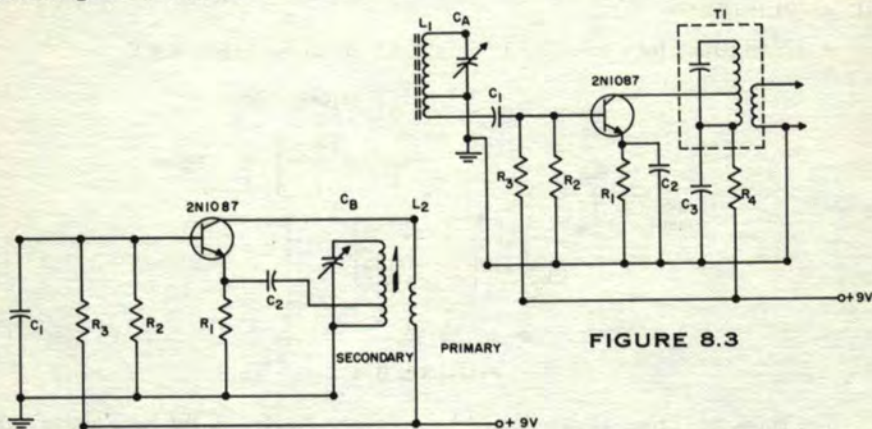 L1
CA
T1
C1
2N1087
R3
R2
R1
C2
C3
R4
+9V
FIGURE 8.3
2N1087
CB
L2
C1
R3
R2
R1
C2
SECONDARY
PRIMARY
+9V